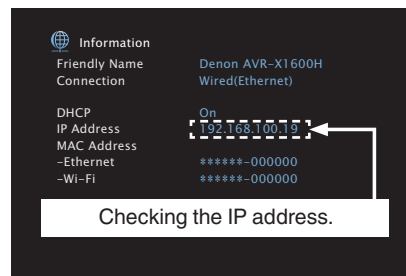 Information
Friendly Name Denon AVR-X1600H
Connection Wired(Ethernet)
DHCP On
IP Address 192.168.100.19
MAC Address
-Ethernet ******-000000
-Wi-Fi ******-000000
Checking the IP address.